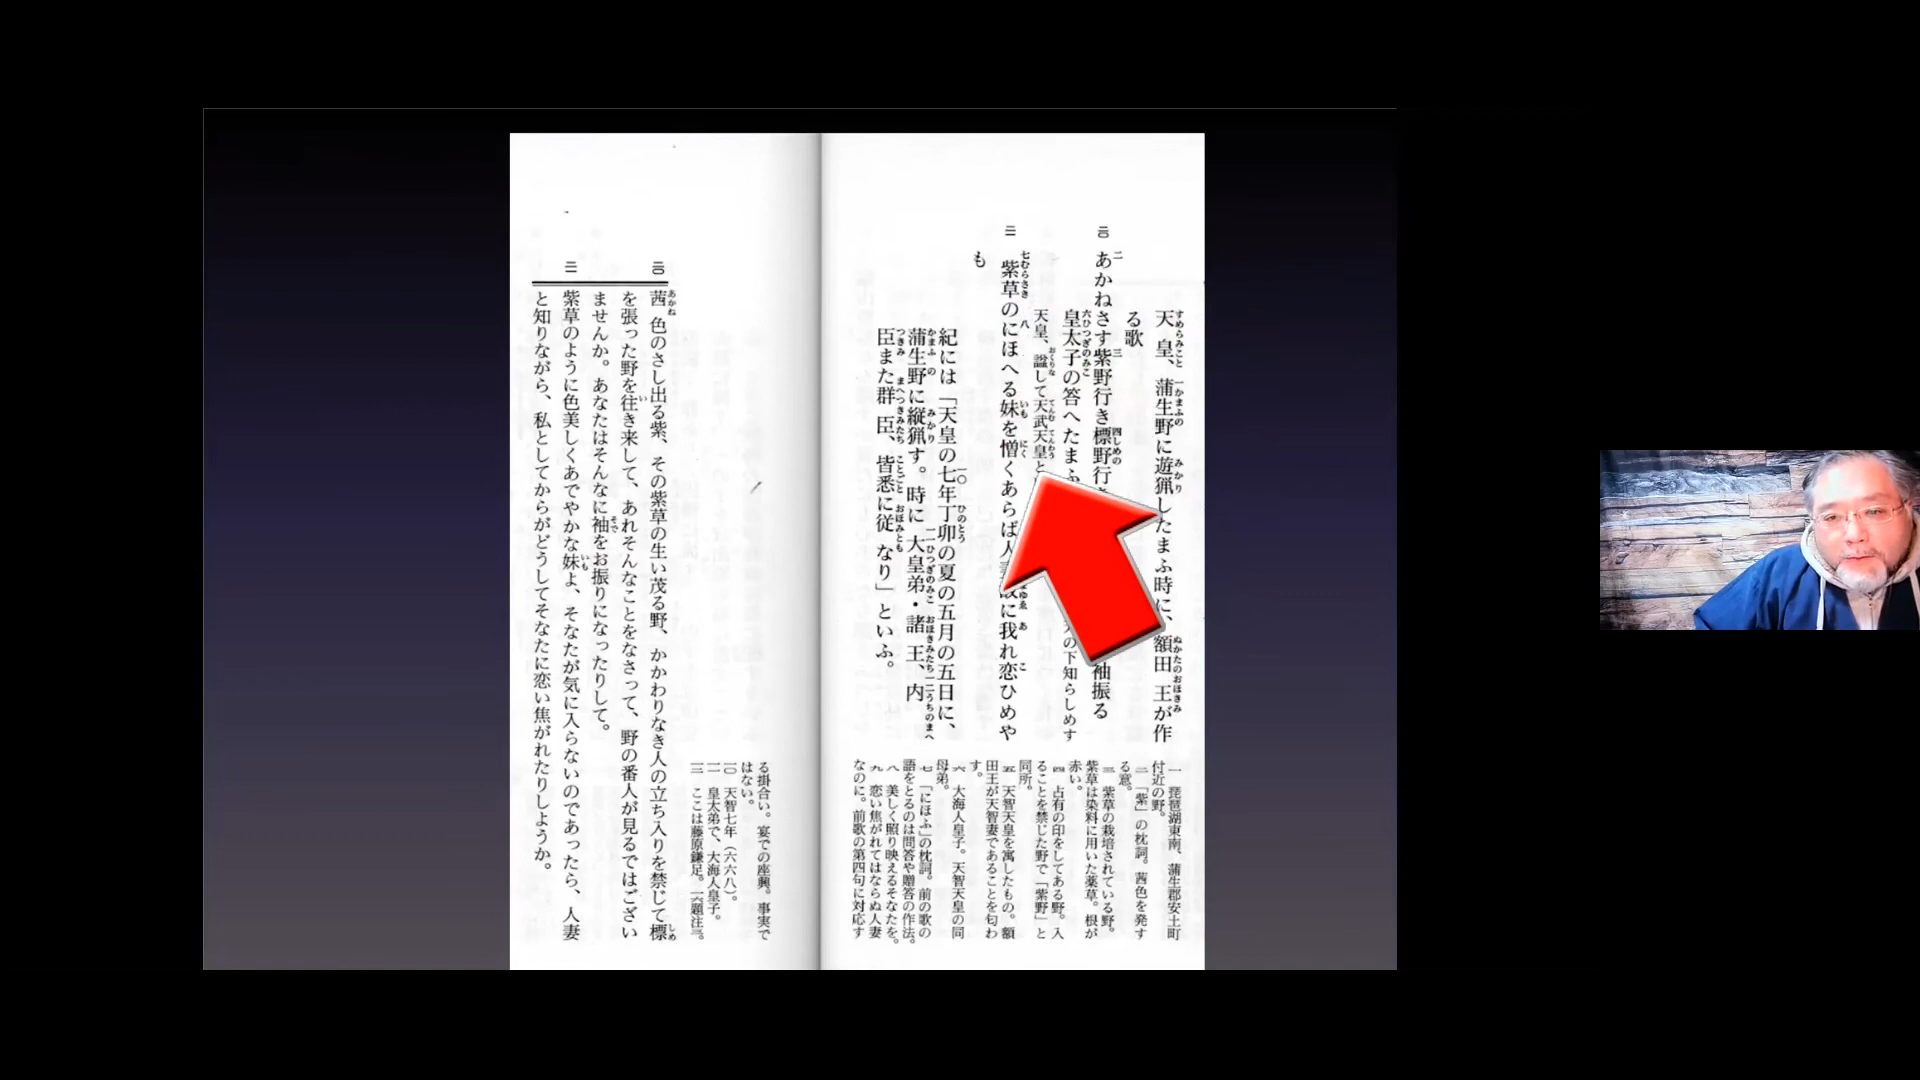 天皇、蒲生野に遊猟したまふ時に、額田王が作
る歌
二〇 あかねさす紫野行き標野行
袖振る
皇太子の答へたまふ
の下知らしめす
天皇、諡して天武天皇と
二一 紫草のにほへる妹を憎くあらば人
に我れ恋ひめや
も
紀には「天皇の七年丁卯の夏の五月の五日に、
蒲生野に縦猟す。時に大皇弟・諸王、内
臣また群臣、皆悉に従なり」といふ。
一 琵琶湖東南、蒲生郡安土町
付近の野。
二 「紫」の枕詞。茜色を発す
る意。
三 紫草の栽培されている野。
紫草は染料に用いた薬草。根が
赤い。
四 占有の印をしてある野。入
ることを禁じた野で「紫野」と
同所。
五 天智天皇を寓したもの。額
田王が天智妻であることを匂わ
す。
六 大海人皇子。天智天皇の同
母弟。
七 「にほふ」の枕詞。前の歌の
語をとるのは問答や贈答の作法。
八 美しく照り映えるそなたを。
九 恋い焦がれてはならぬ人妻
なのに。前歌の第四句に対応す
る掛合い。宴での座興。事実で
はない。
一〇 天智七年(六六八)。
一一 皇太弟で、大海人皇子。
一二 ここは藤原鎌足。一六題注三。
二〇 茜色のさし出る紫、その紫草の生い茂る野、かかわりなき人の立ち入りを禁じて標
を張った野を往き来して、あれそんなことをなさって、野の番人が見るではござい
ませんか。あなたはそんなに袖をお振りになったりして。
二一 紫草のように色美しくあでやかな妹よ、そなたが気に入らないのであったら、人妻
と知りながら、私としてからがどうしてそなたに恋い焦がれたりしようか。